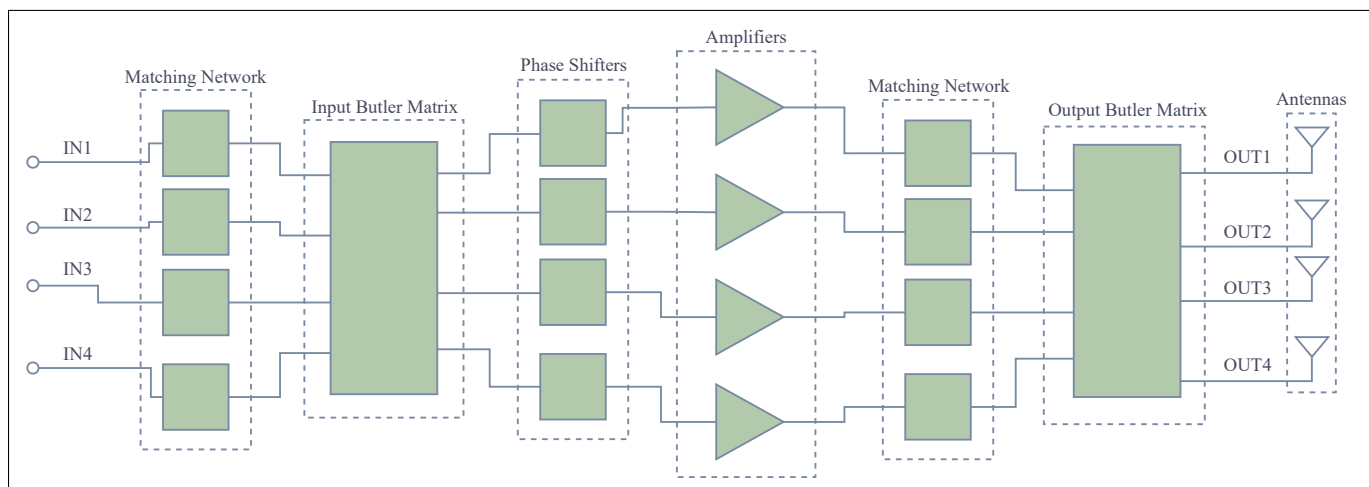 Matching Network
Input Butler Matrix
Phase Shifters
Amplifiers
Matching Network
Output Butler Matrix
Antennas
IN1
IN2
IN3
IN4
OUT1
OUT2
OUT3
OUT4